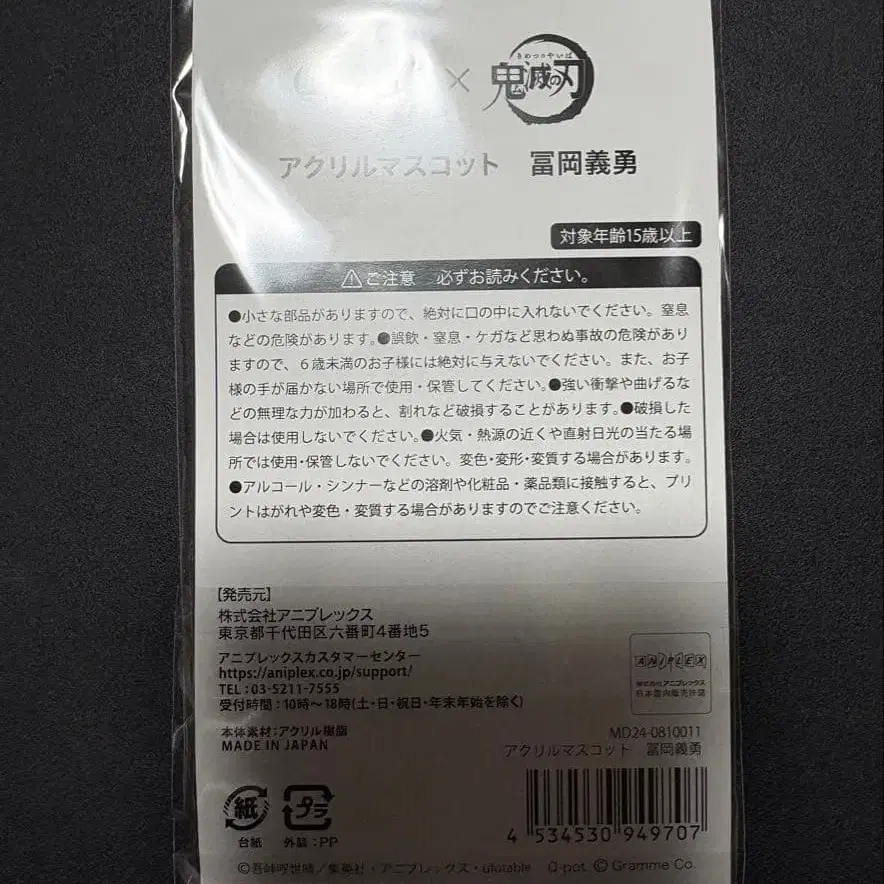 ×
きめつのやいば
鬼滅の刃
アクリルマスコット 冨岡義勇
対象年齢15歳以上
⚠ご注意 必ずお読みください。
●小さな部品がありますので、絶対に口の中に入れないでください。窒息
などの危険があります。●誤飲・窒息・ケガなど思わぬ事故の危険があり
ますので、６歳未満のお子様には絶対に与えないでください。また、お子
様の手が届かない場所で使用・保管してください。●強い衝撃や曲げるな
どの無理な力が加わると、割れなど破損することがあります。●破損した
場合は使用しないでください。●火気・熱源の近くや直射日光の当たる場
所では使用・保管しないでください。変色・変形・変質する場合があります。
●アルコール・シンナーなどの溶剤や化粧品・薬品類に接触すると、プリ
ントはがれや変色・変質する場合がありますのでご注意ください。
【発売元】
株式会社アニプレックス
東京都千代田区六番町4番地5
アニプレックスカスタマーセンター
https://aniplex.co.jp/support/
TEL：03-5211-7555
受付時間：10時～18時(土・日・祝日・年末年始を除く)
本体素材：アクリル樹脂
MADE IN JAPAN
ANIPLEX
株式会社アニプレックス
日本国内販売許諾
MD24-0810011
アクリルマスコット 冨岡義勇
紙
台紙
プラ
外装：PP
4 534530 949707
©吾峠呼世晴／集英社・アニプレックス・ufotable Q-pot. © Gramme Co.